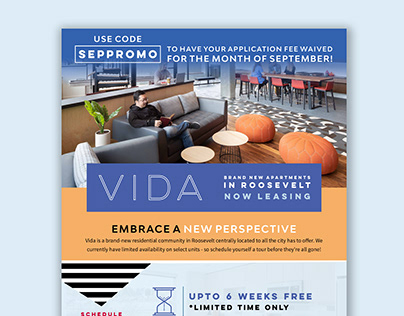 USE CODE
SEPPROMO
TO HAVE YOUR APPLICATION FEE WAIVED
FOR THE MONTH OF SEPTEMBER!
VIDA
BRAND NEW APARTMENTS
IN ROOSEVELT
NOW LEASING
EMBRACE A NEW PERSPECTIVE
Vida is a brand-new residential community in Roosevelt centrally located to all the city has to offer. We
currently have limited availability on select units - so schedule yourself a tour before they're all gone!
SCHEDULE
UPTO 6 WEEKS FREE
*LIMITED TIME ONLY